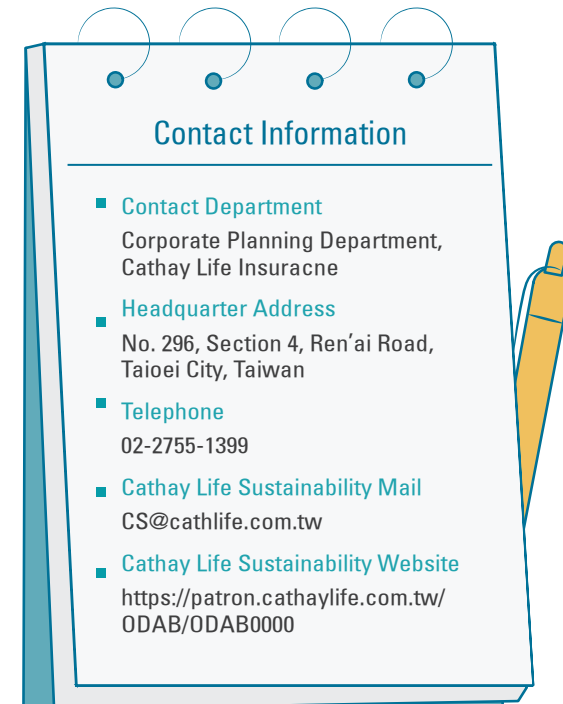 Contact Information
Contact Department
Corporate Planning Department,
Cathay Life Insuracne
Headquarter Address
No. 296, Section 4, Ren’ai Road,
Taioei City, Taiwan
Telephone
02-2755-1399
Cathay Life Sustainability Mail
CS@cathlife.com.tw
Cathay Life Sustainability Website
https://patron.cathaylife.com.tw/
ODAB/ODAB0000